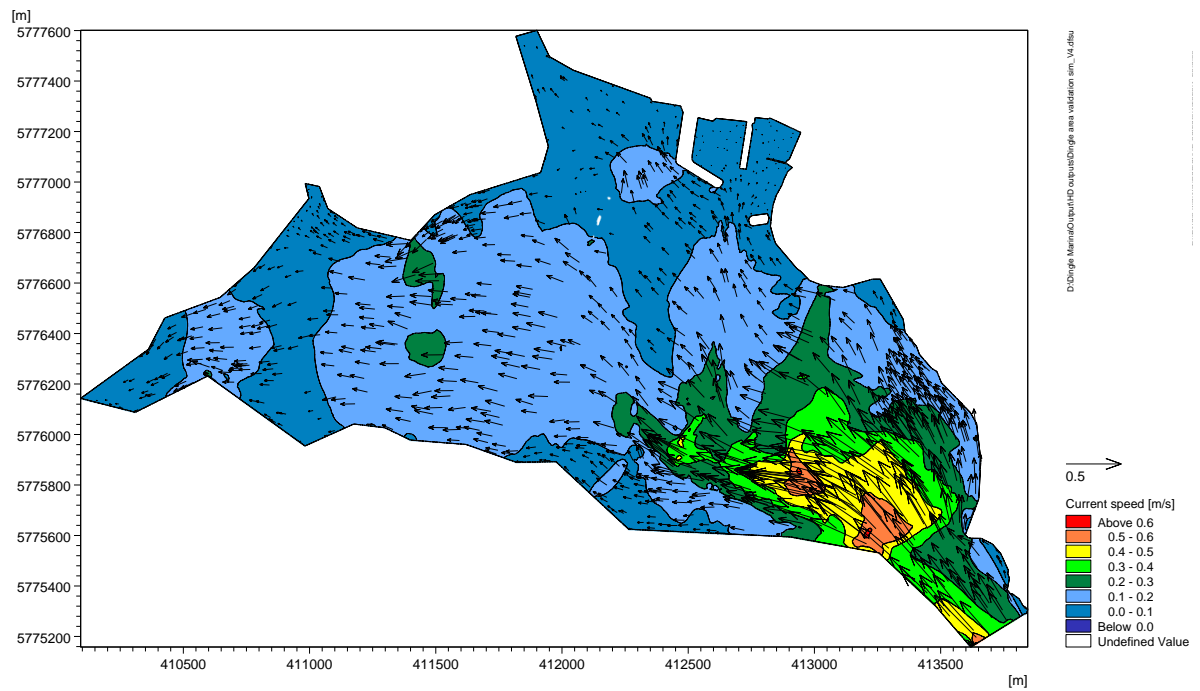 [m]
5777600
5777400
5777200
5777000
5776800
5776600
5776400
5776200
5776000
5775800
5775600
5775400
5775200
410500 411000 411500 412000 412500 413000 413500
[m]
D:\Dingle Marina\Output\HD outputs\Dingle area validation sim_V4.dfsu
0.5
Current speed [m/s]
Above 0.6
0.5 - 0.6
0.4 - 0.5
0.3 - 0.4
0.2 - 0.3
0.1 - 0.2
0.0 - 0.1
Below 0.0
Undefined Value